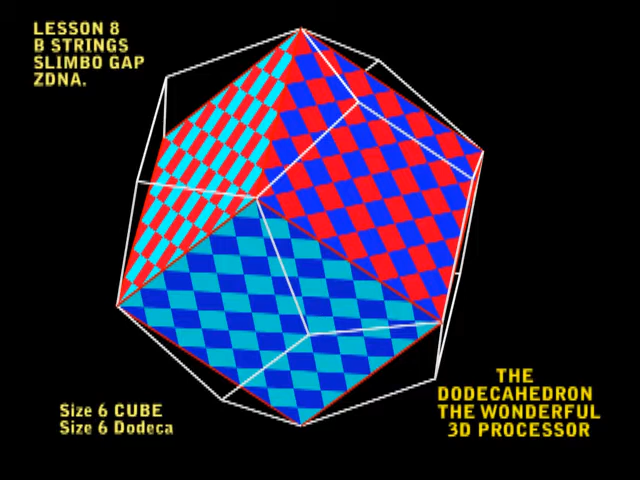 LESSON 8
B STRINGS
SLIMBO GAP
ZDNA.
Size 6 CUBE
Size 6 Dodeca
THE
DODECAHEDRON
THE WONDERFUL
3D PROCESSOR